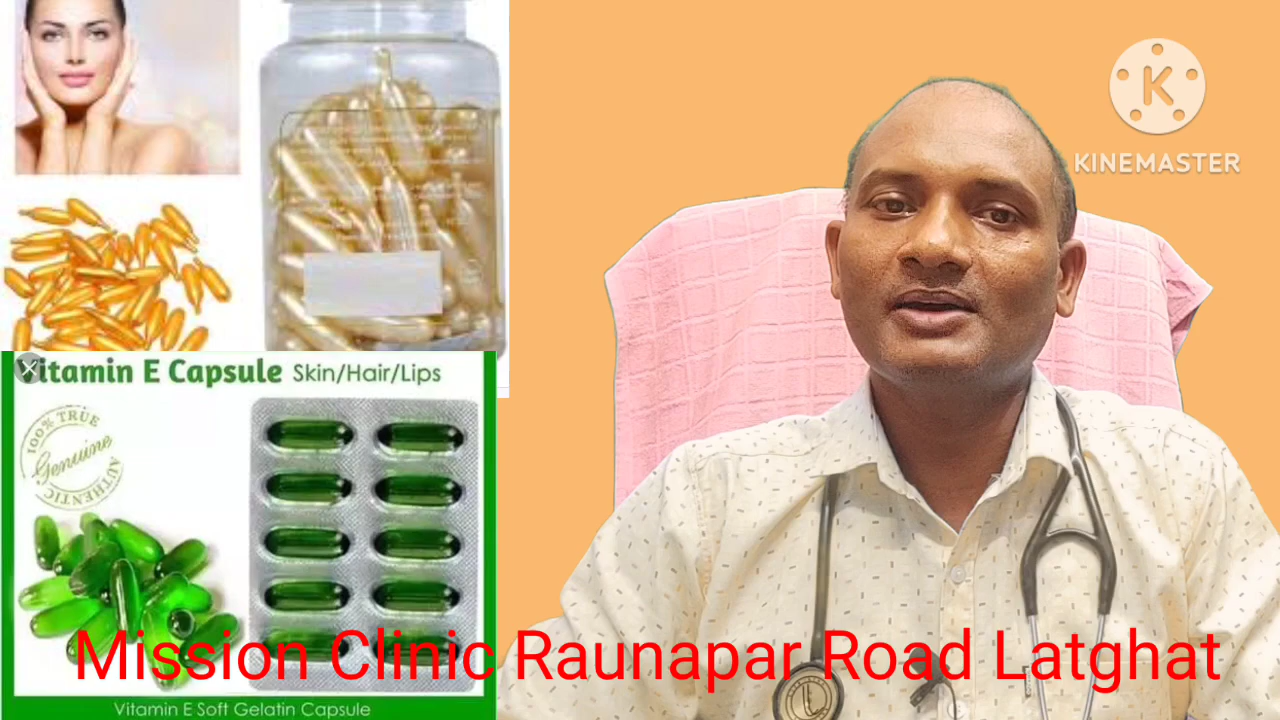 Vitamin E Capsule Skin/Hair/Lips
100% TRUE
Genuine
AUTHENTIC
Vitamin E Soft Gelatin Capsule
K
KINEMASTER
Mission Clinic Raunapar Road Latghat